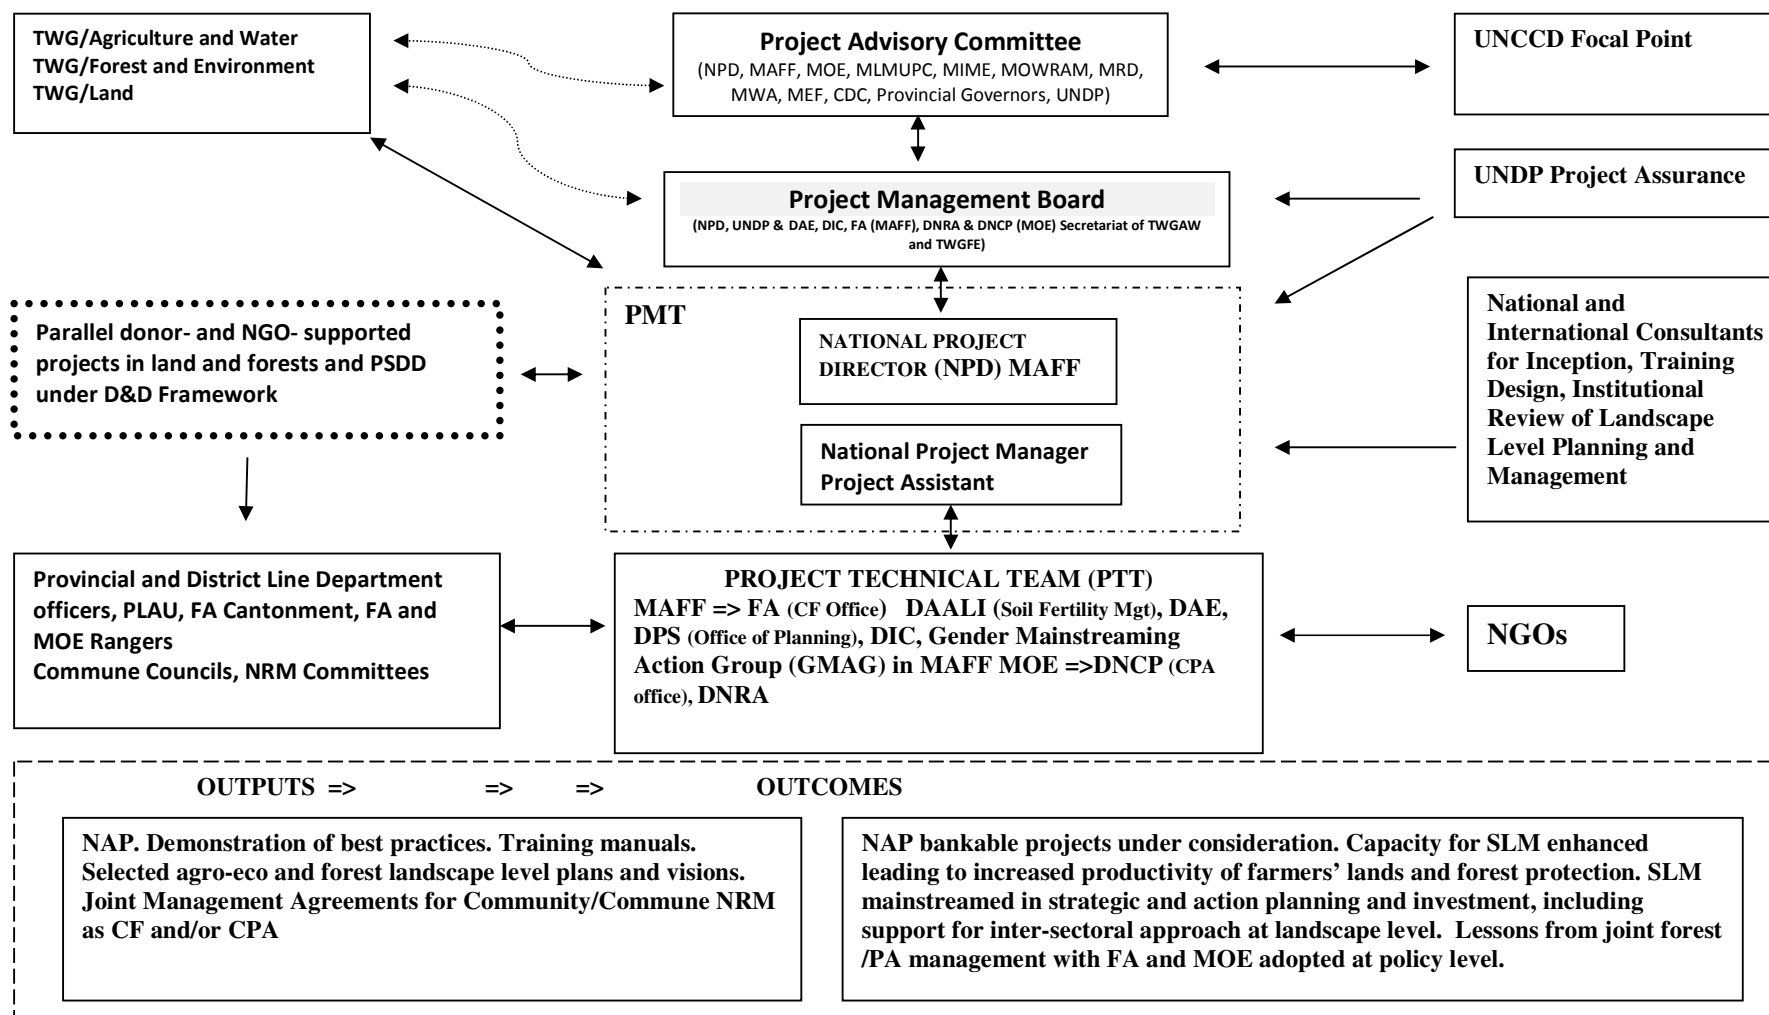 TWG/Agriculture and Water
TWG/Forest and Environment
TWG/Land
Project Advisory Committee
(NPD, MAFF, MOE, MLMUPC, MIME, MOWRAM, MRD,
MWA, MEF, CDC, Provincial Governors, UNDP)
UNCCD Focal Point
Project Management Board
(NPD, UNDP & DAE, DIC, FA (MAFF), DNRA & DNCP (MOE) Secretariat of TWGAW
and TWGFE)
UNDP Project Assurance
Parallel donor- and NGO- supported
projects in land and forests and PSDD
under D&D Framework
PMT
NATIONAL PROJECT
DIRECTOR (NPD) MAFF
National Project Manager
Project Assistant
National and
International Consultants
for Inception, Training
Design, Institutional
Review of Landscape
Level Planning and
Management
Provincial and District Line Department
officers, PLAU, FA Cantonment, FA and
MOE Rangers
Commune Councils, NRM Committees
PROJECT TECHNICAL TEAM (PTT)
MAFF => FA (CF Office) DAALI (Soil Fertility Mgt), DAE,
DPS (Office of Planning), DIC, Gender Mainstreaming
Action Group (GMAG) in MAFF MOE =>DNCP (CPA
office), DNRA
NGOs
OUTPUTS => => => OUTCOMES
NAP. Demonstration of best practices. Training manuals.
Selected agro-eco and forest landscape level plans and visions.
Joint Management Agreements for Community/Commune NRM
as CF and/or CPA
NAP bankable projects under consideration. Capacity for SLM enhanced
leading to increased productivity of farmers’ lands and forest protection. SLM
mainstreamed in strategic and action planning and investment, including
support for inter-sectoral approach at landscape level. Lessons from joint forest
/PA management with FA and MOE adopted at policy level.